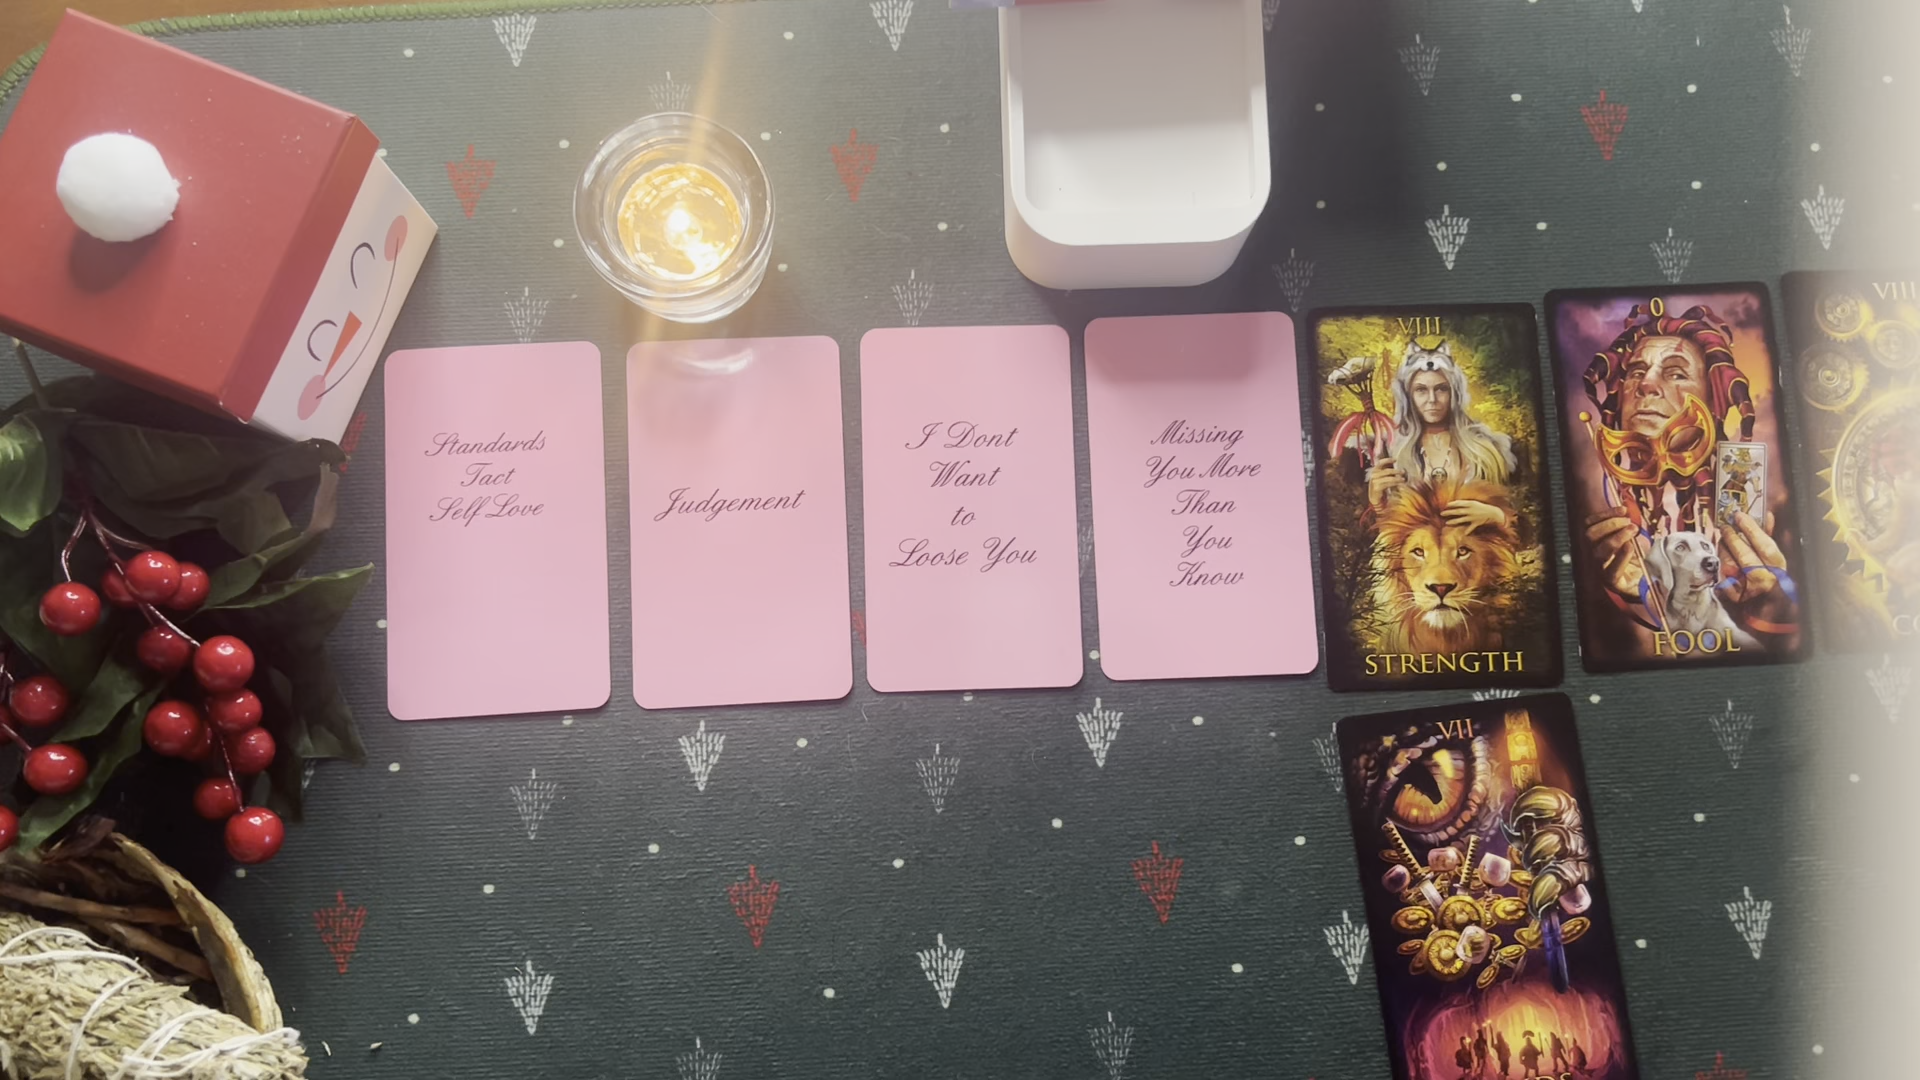 Standards
Tact
Self Love
Judgement
I Dont
Want
to
Loose You
Missing
You More
Than
You
Know
VIII
STRENGTH
0
FOOL
VIII
VII